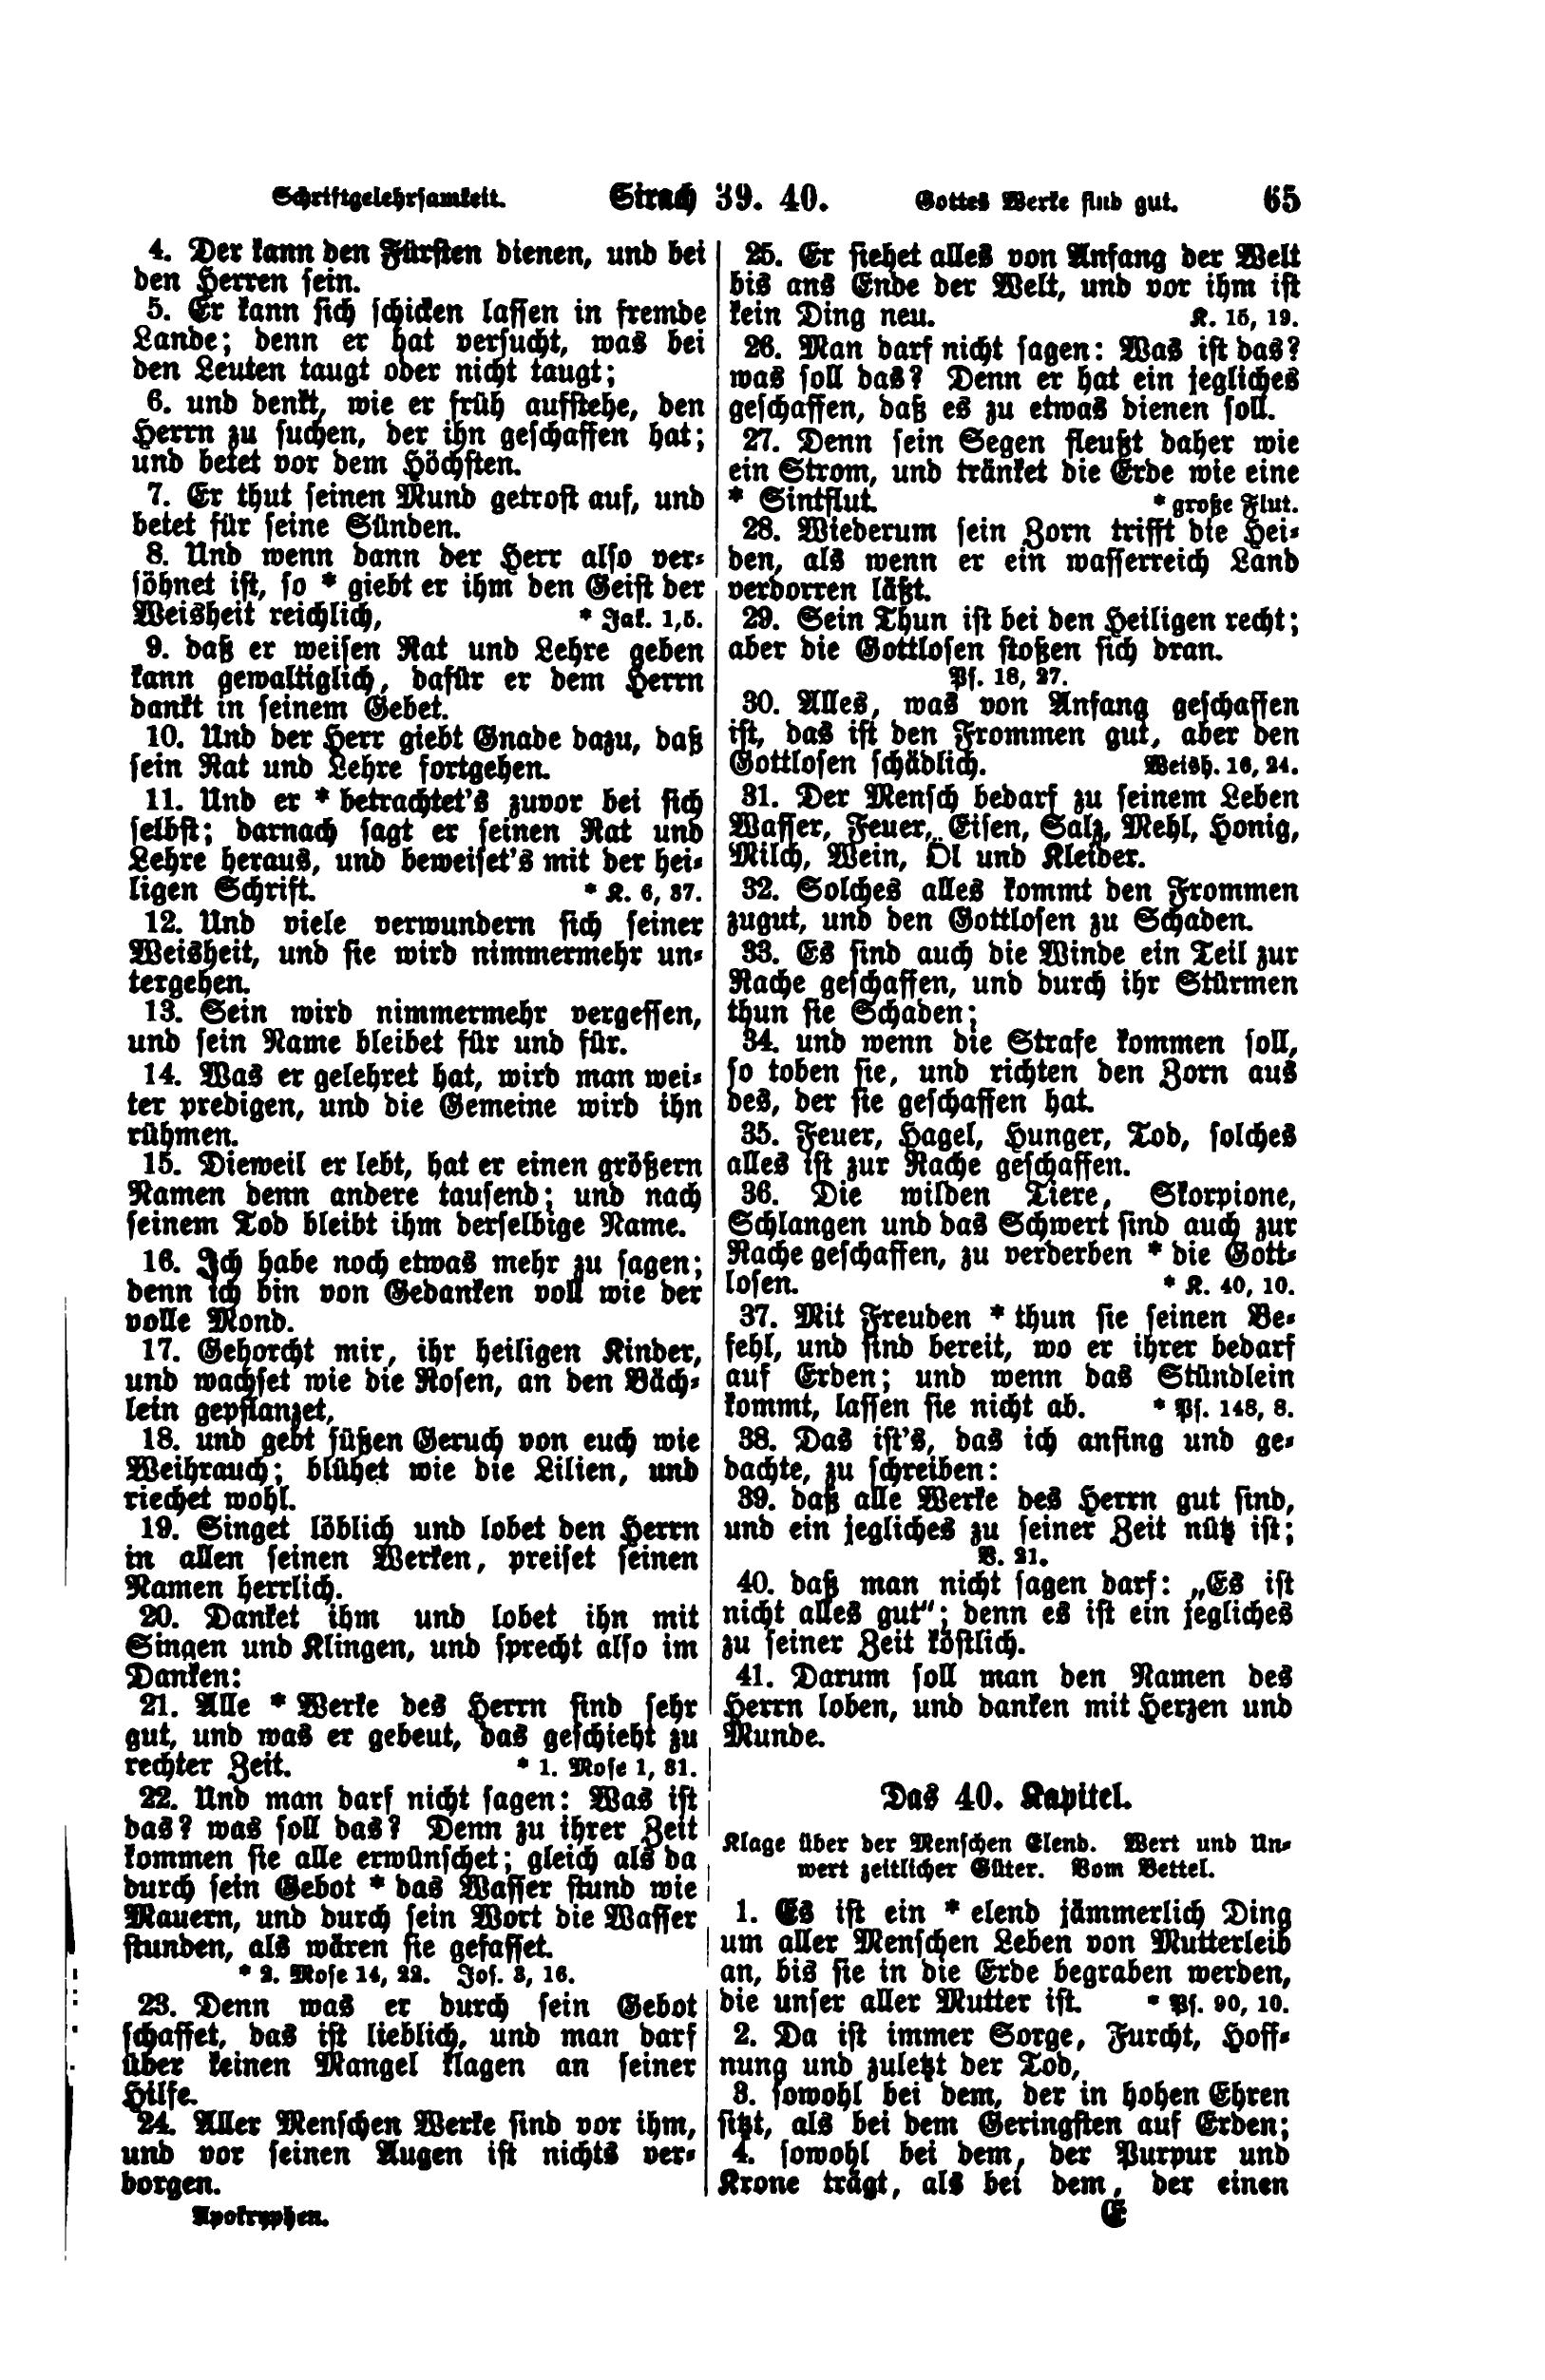 Schriftgelehrsamkeit. Sirach 39. 40. Gottes Werke sind gut. 65
4. Der kann den Fürsten dienen, und bei
den Herren sein.
5. Er kann sich schicken lassen in fremde
Lande; denn er hat versucht, was bei
den Leuten taugt oder nicht taugt;
6. und denkt, wie er früh aufstehe, den
Herrn zu suchen, der ihn geschaffen hat;
und betet vor dem Höchsten.
7. Er thut seinen Mund getrost auf, und
betet für seine Sünden.
8. Und wenn dann der Herr also ver-
söhnet ist, so * giebt er ihm den Geist der
Weisheit reichlich, * Jak. 1,5.
9. daß er weisen Rat und Lehre geben
kann gewaltiglich, dafür er dem Herrn
dankt in seinem Gebet.
10. Und der Herr giebt Gnade dazu, daß
sein Rat und Lehre fortgehen.
11. Und er * betrachtet's zuvor bei sich
selbst; darnach sagt er seinen Rat und
Lehre heraus, und beweiset's mit der hei-
ligen Schrift. * K. 6, 37.
12. Und viele verwundern sich seiner
Weisheit, und sie wird nimmermehr un-
tergehen.
13. Sein wird nimmermehr vergessen,
und sein Name bleibet für und für.
14. Was er gelehret hat, wird man wei-
ter predigen, und die Gemeine wird ihn
rühmen.
15. Dieweil er lebt, hat er einen größern
Namen denn andere tausend; und nach
seinem Tod bleibt ihm derselbige Name.
16. Ich habe noch etwas mehr zu sagen;
denn ich bin von Gedanken voll wie der
volle Mond.
17. Gehorcht mir, ihr heiligen Kinder,
und wachset wie die Rosen, an den Bäch-
lein gepflanzet,
18. und gebt süßen Geruch von euch wie
Weihrauch; blühet wie die Lilien, und
riechet wohl.
19. Singet löblich und lobet den Herrn
in allen seinen Werken, preiset seinen
Namen herrlich.
20. Danket ihm und lobet ihn mit
Singen und Klingen, und sprecht also im
Danken:
21. Alle * Werke des Herrn sind sehr
gut, und was er gebeut, das geschieht zu
rechter Zeit. * 1. Mose 1, 31.
22. Und man darf nicht sagen: Was ist
das? was soll das? Denn zu ihrer Zeit
kommen sie alle erwünschet; gleich als da
durch sein Gebot * das Wasser stund wie
Mauern, und durch sein Wort die Wasser
stunden, als wären sie gefasset.
* 2. Mose 14, 22. Jos. 3, 16.
23. Denn was er durch sein Gebot
schaffet, das ist lieblich, und man darf
über keinen Mangel klagen an seiner
Hilfe.
24. Aller Menschen Werke sind vor ihm,
und vor seinen Augen ist nichts ver-
borgen.
25. Er siehet alles von Anfang der Welt
bis ans Ende der Welt, und vor ihm ist
kein Ding neu. K. 15, 19.
26. Man darf nicht sagen: Was ist das?
was soll das? Denn er hat ein jegliches
geschaffen, daß es zu etwas dienen soll.
27. Denn sein Segen fleußt daher wie
ein Strom, und tränket die Erde wie eine
* Sintflut. * große Flut.
28. Wiederum sein Zorn trifft die Hei-
den, als wenn er ein wasserreich Land
verdorren läßt.
29. Sein Thun ist bei den Heiligen recht;
aber die Gottlosen stoßen sich dran.
Ps. 18, 27.
30. Alles, was von Anfang geschaffen
ist, das ist den Frommen gut, aber den
Gottlosen schädlich. Weish. 16, 24.
31. Der Mensch bedarf zu seinem Leben
Wasser, Feuer, Eisen, Salz, Mehl, Honig,
Milch, Wein, Öl und Kleider.
32. Solches alles kommt den Frommen
zugut, und den Gottlosen zu Schaden.
33. Es sind auch die Winde ein Teil zur
Rache geschaffen, und durch ihr Stürmen
thun sie Schaden;
34. und wenn die Strafe kommen soll,
so toben sie, und richten den Zorn aus
des, der sie geschaffen hat.
35. Feuer, Hagel, Hunger, Tod, solches
alles ist zur Rache geschaffen.
36. Die wilden Tiere, Skorpione,
Schlangen und das Schwert sind auch zur
Rache geschaffen, zu verderben * die Gott-
losen. * K. 40, 10.
37. Mit Freuden * thun sie seinen Be-
fehl, und sind bereit, wo er ihrer bedarf
auf Erden; und wenn das Stündlein
kommt, lassen sie nicht ab. * Ps. 148, 8.
38. Das ist's, das ich anfing und ge-
dachte, zu schreiben:
39. daß alle Werke des Herrn gut sind,
und ein jegliches zu seiner Zeit nütz ist;
V. 21.
40. daß man nicht sagen darf: „Es ist
nicht alles gut“; denn es ist ein jegliches
zu seiner Zeit köstlich.
41. Darum soll man den Namen des
Herrn loben, und danken mit Herzen und
Munde.
Das 40. Kapitel.
Klage über der Menschen Elend. Wert und Un-
wert zeitlicher Güter. Vom Bettel.
1. Es ist ein * elend jämmerlich Ding
um aller Menschen Leben von Mutterleib
an, bis sie in die Erde begraben werden,
die unser aller Mutter ist. * Ps. 90, 10.
2. Da ist immer Sorge, Furcht, Hoff-
nung und zuletzt der Tod,
3. sowohl bei dem, der in hohen Ehren
sitzt, als bei dem Geringsten auf Erden;
4. sowohl bei dem, der Purpur und
Krone trägt, als bei dem, der einen
Apokryphen. E